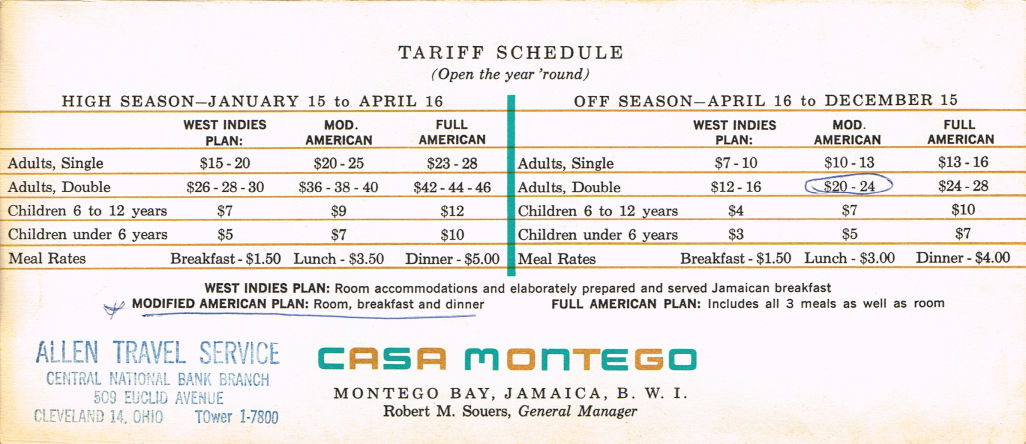 TARIFF SCHEDULE
(Open the year 'round)
HIGH SEASON—JANUARY 15 to APRIL 16
WEST INDIES PLAN: MOD. AMERICAN FULL AMERICAN
Adults, Single $15 - 20 $20 - 25 $23 - 28
Adults, Double $26 - 28 - 30 $36 - 38 - 40 $42 - 44 - 46
Children 6 to 12 years $7 $9 $12
Children under 6 years $5 $7 $10
Meal Rates Breakfast - $1.50 Lunch - $3.50 Dinner - $5.00
OFF SEASON—APRIL 16 to DECEMBER 15
WEST INDIES PLAN: MOD. AMERICAN FULL AMERICAN
Adults, Single $7 - 10 $10 - 13 $13 - 16
Adults, Double $12 - 16 $20 - 24 $24 - 28
Children 6 to 12 years $4 $7 $10
Children under 6 years $3 $5 $7
Meal Rates Breakfast - $1.50 Lunch - $3.00 Dinner - $4.00
WEST INDIES PLAN: Room accommodations and elaborately prepared and served Jamaican breakfast
MODIFIED AMERICAN PLAN: Room, breakfast and dinner FULL AMERICAN PLAN: Includes all 3 meals as well as room
ALLEN TRAVEL SERVICE
CENTRAL NATIONAL BANK BRANCH
509 EUCLID AVENUE
CLEVELAND 14, OHIO TOwer 1-7800
CASA MONTEGO
MONTEGO BAY, JAMAICA, B. W. I.
Robert M. Souers, General Manager